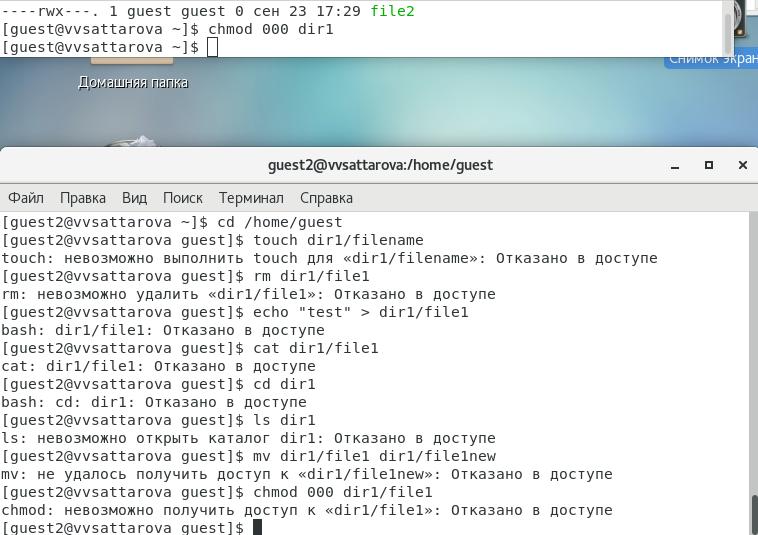 ----rwx---. 1 guest guest 0 сен 23 17:29 file2
[guest@vvsattarova ~]$ chmod 000 dir1
[guest@vvsattarova ~]$
Снимок экран
Домашняя папка
guest2@vvsattarova:/home/guest
Файл Правка Вид Поиск Терминал Справка
[guest2@vvsattarova ~]$ cd /home/guest
[guest2@vvsattarova guest]$ touch dir1/filename
touch: невозможно выполнить touch для «dir1/filename»: Отказано в доступе
[guest2@vvsattarova guest]$ rm dir1/file1
rm: невозможно удалить «dir1/file1»: Отказано в доступе
[guest2@vvsattarova guest]$ echo "test" > dir1/file1
bash: dir1/file1: Отказано в доступе
[guest2@vvsattarova guest]$ cat dir1/file1
cat: dir1/file1: Отказано в доступе
[guest2@vvsattarova guest]$ cd dir1
bash: cd: dir1: Отказано в доступе
[guest2@vvsattarova guest]$ ls dir1
ls: невозможно открыть каталог dir1: Отказано в доступе
[guest2@vvsattarova guest]$ mv dir1/file1 dir1/file1new
mv: не удалось получить доступ к «dir1/file1new»: Отказано в доступе
[guest2@vvsattarova guest]$ chmod 000 dir1/file1
chmod: невозможно получить доступ к «dir1/file1»: Отказано в доступе
[guest2@vvsattarova guest]$